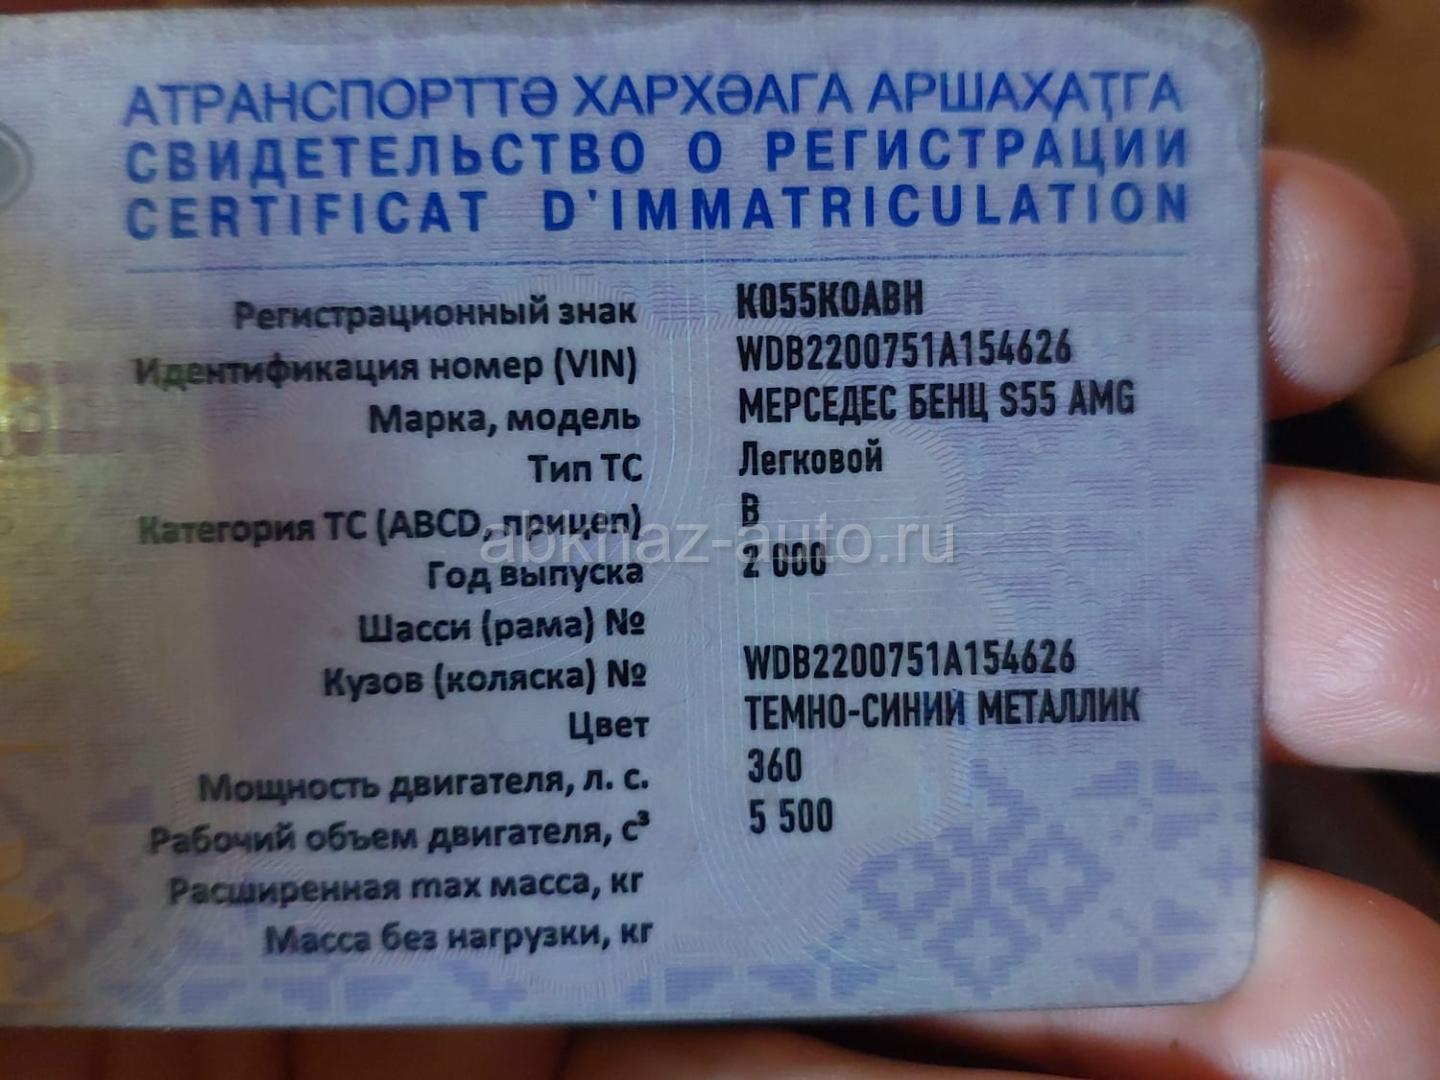 АТРАНСПОРТТӘ ХАРХӘАГА АРШАҲАҬГА
СВИДЕТЕЛЬСТВО О РЕГИСТРАЦИИ
CERTIFICAT D'IMMATRICULATION
Регистрационный знак К055КОАВН
Идентификация номер (VIN) WDB2200751A154626
Марка, модель МЕРСЕДЕС БЕНЦ S55 AMG
Тип ТС Легковой
Категория ТС (ABCD, прицеп) B
abkhaz-auto.ru
Год выпуска 2 000
Шасси (рама) №
Кузов (коляска) № WDB2200751A154626
Цвет ТЕМНО-СИНИЙ МЕТАЛЛИК
Мощность двигателя, л. с. 360
Рабочий объем двигателя, с³ 5 500
Расширенная max масса, кг
Масса без нагрузки, кг